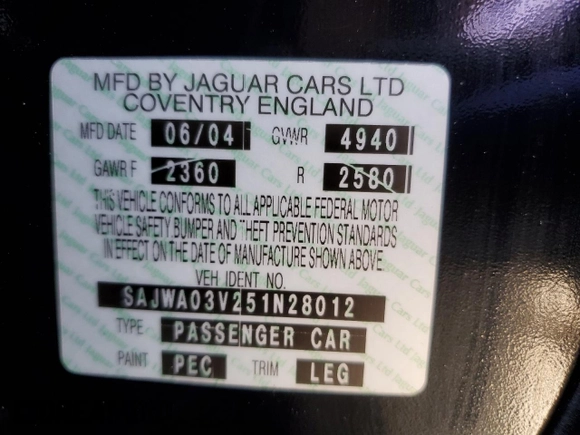 MFD BY JAGUAR CARS LTD
COVENTRY ENGLAND
MFD DATE 06/04 GVWR 4940
GAWR F 2360 R 2580
THIS VEHICLE CONFORMS TO ALL APPLICABLE FEDERAL MOTOR
VEHICLE SAFETY BUMPER AND THEFT PREVENTION STANDARDS
IN EFFECT ON THE DATE OF MANUFACTURE SHOWN ABOVE.
VEH IDENT NO.
SAJWA03V251N28012
TYPE PASSENGER CAR
PAINT PEC TRIM LEG